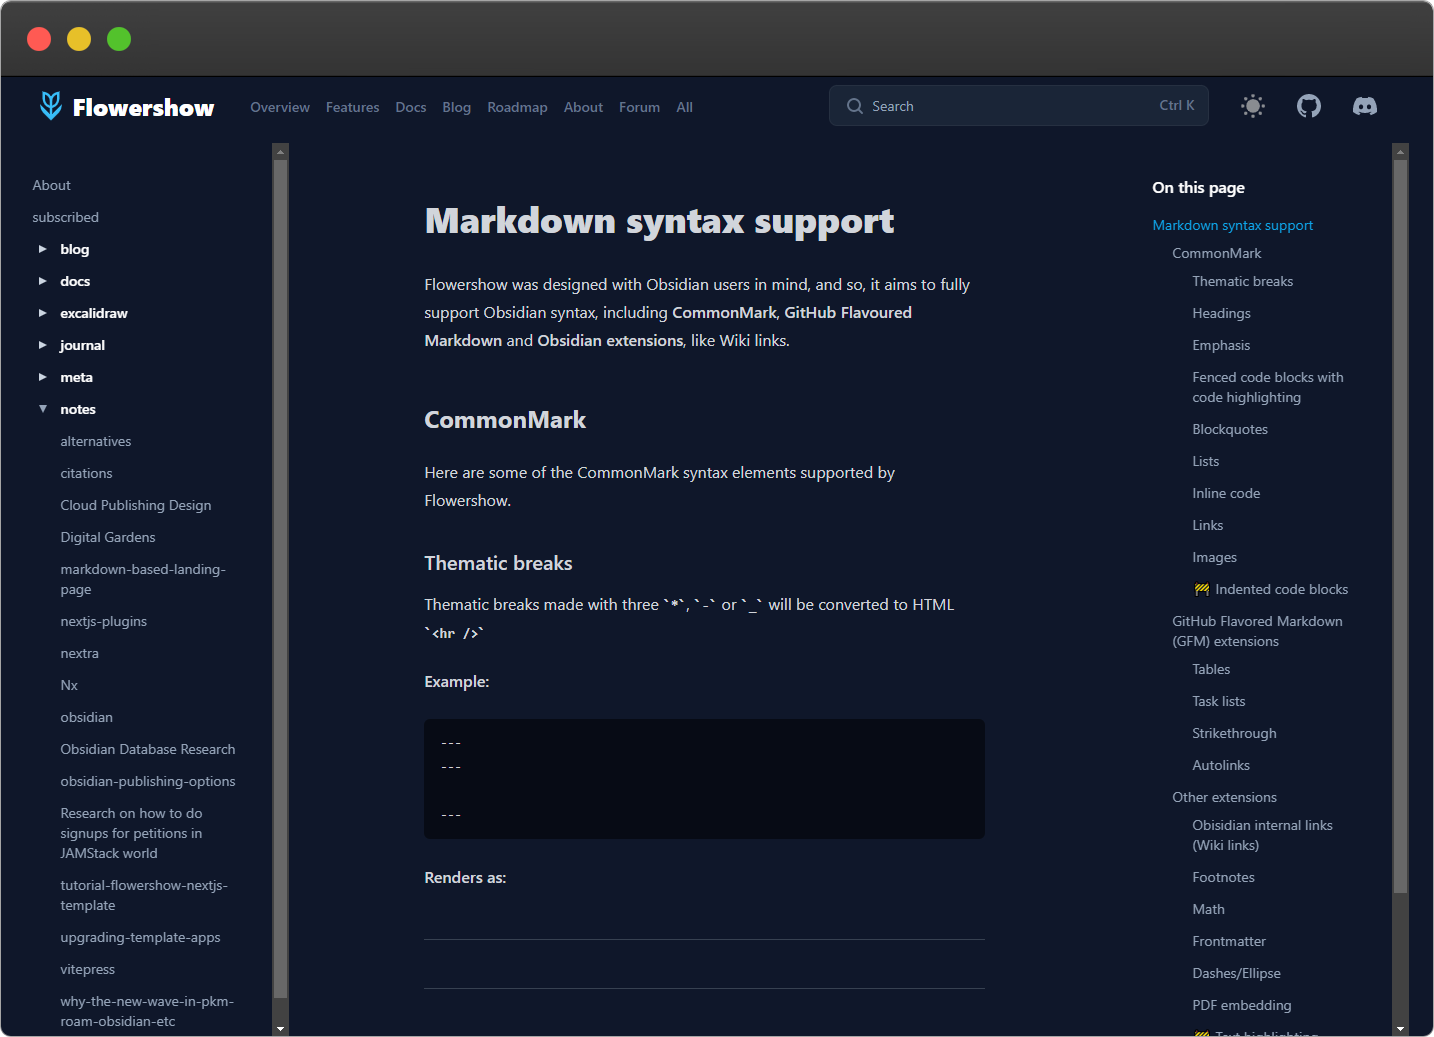 Flowershow
Overview Features Docs Blog Roadmap About Forum All
Search Ctrl K
About
subscribed
blog
docs
excalidraw
journal
meta
notes
alternatives
citations
Cloud Publishing Design
Digital Gardens
markdown-based-landing-
page
nextjs-plugins
nextra
Nx
obsidian
Obsidian Database Research
obsidian-publishing-options
Research on how to do
signups for petitions in
JAMStack world
tutorial-flowershow-nextjs-
template
upgrading-template-apps
vitepress
why-the-new-wave-in-pkm-
roam-obsidian-etc
Markdown syntax support
Flowershow was designed with Obsidian users in mind, and so, it aims to fully
support Obsidian syntax, including CommonMark, GitHub Flavoured
Markdown and Obsidian extensions, like Wiki links.
CommonMark
Here are some of the CommonMark syntax elements supported by
Flowershow.
Thematic breaks
Thematic breaks made with three `*`, `-` or `_` will be converted to HTML
`<hr />`
Example:
---
---
---
Renders as:
On this page
Markdown syntax support
CommonMark
Thematic breaks
Headings
Emphasis
Fenced code blocks with
code highlighting
Blockquotes
Lists
Inline code
Links
Images
🚧 Indented code blocks
GitHub Flavored Markdown
(GFM) extensions
Tables
Task lists
Strikethrough
Autolinks
Other extensions
Obisidian internal links
(Wiki links)
Footnotes
Math
Frontmatter
Dashes/Ellipse
PDF embedding
🚧 Text highlighting